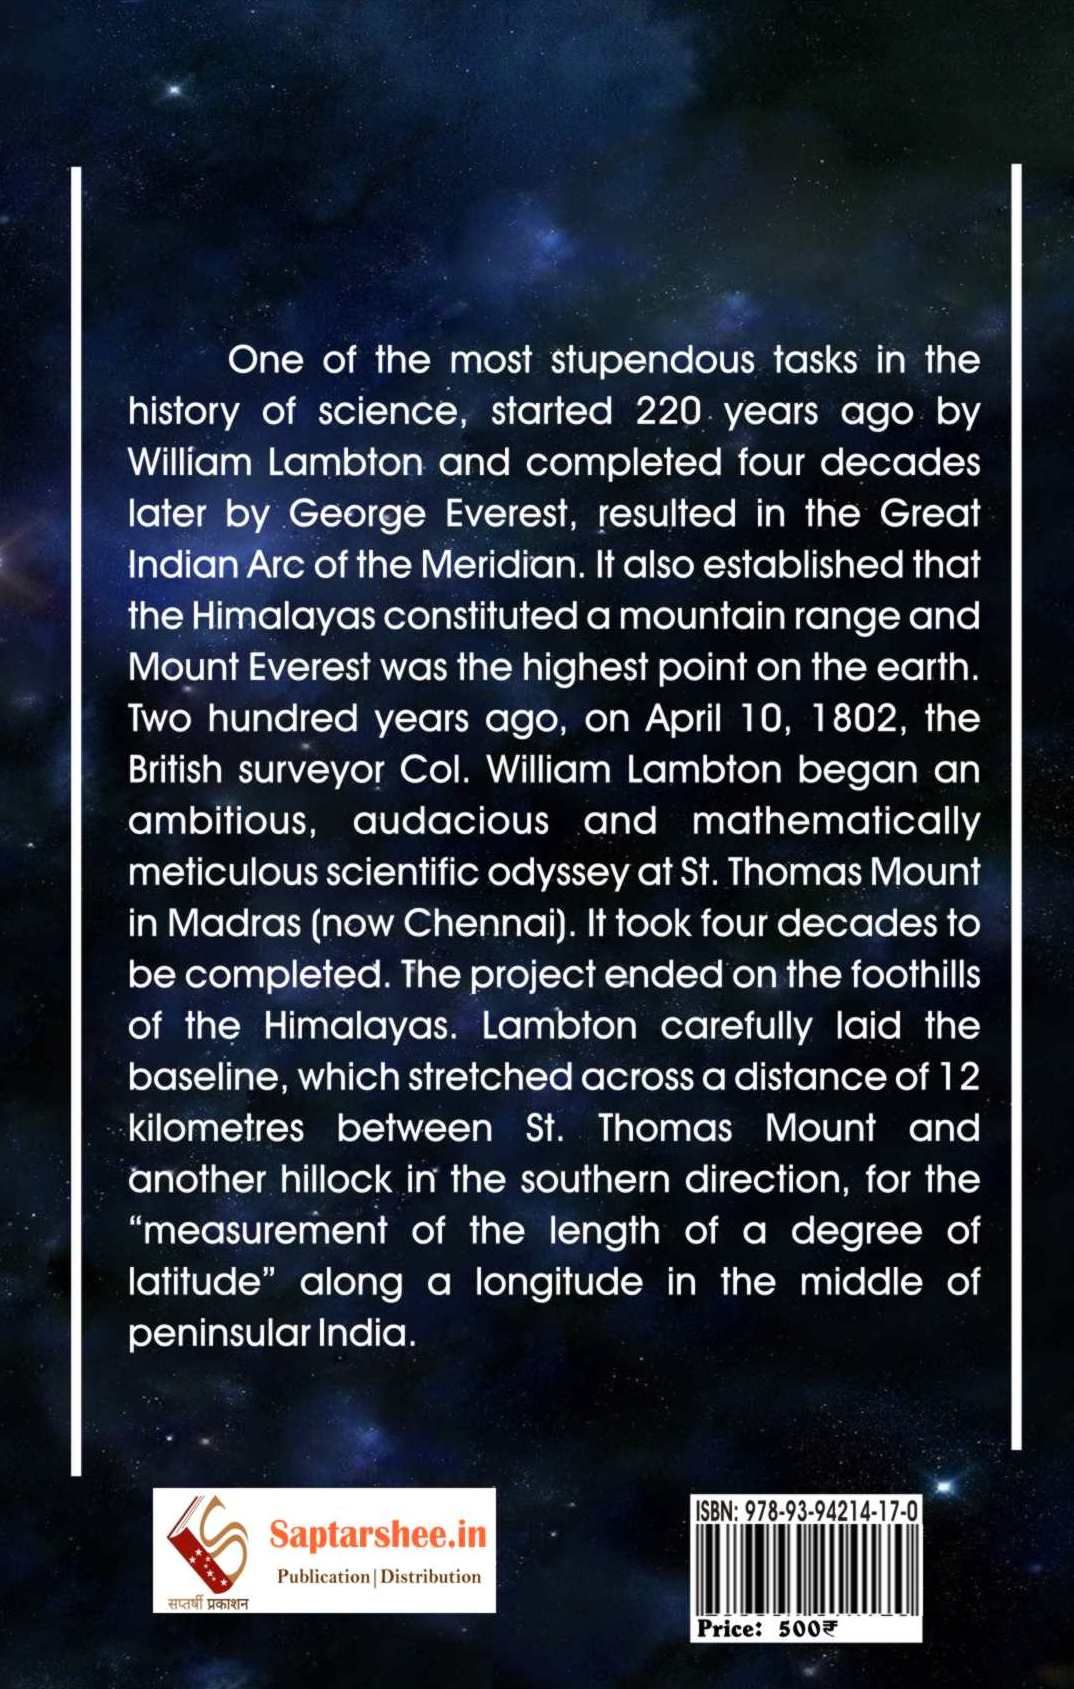 One of the most stupendous tasks in the
history of science, started 220 years ago by
William Lambton and completed four decades
later by George Everest, resulted in the Great
Indian Arc of the Meridian. It also established that
the Himalayas constituted a mountain range and
Mount Everest was the highest point on the earth.
Two hundred years ago, on April 10, 1802, the
British surveyor Col. William Lambton began an
ambitious, audacious and mathematically
meticulous scientific odyssey at St. Thomas Mount
in Madras (now Chennai). It took four decades to
be completed. The project ended on the foothills
of the Himalayas. Lambton carefully laid the
baseline, which stretched across a distance of 12
kilometres between St. Thomas Mount and
another hillock in the southern direction, for the
“measurement of the length of a degree of
latitude” along a longitude in the middle of
peninsular India.
Saptarshee.in
Publication|Distribution
सप्तर्षी प्रकाशन
ISBN: 978-93-94214-17-0
Price: 500₹